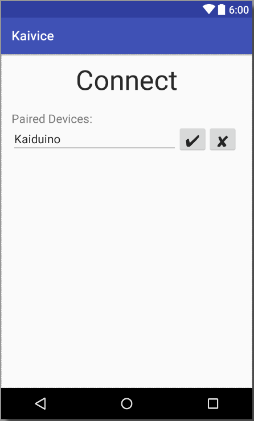 6:00
Kaivice
Connect
Paired Devices:
Kaiduino ✔ ✘